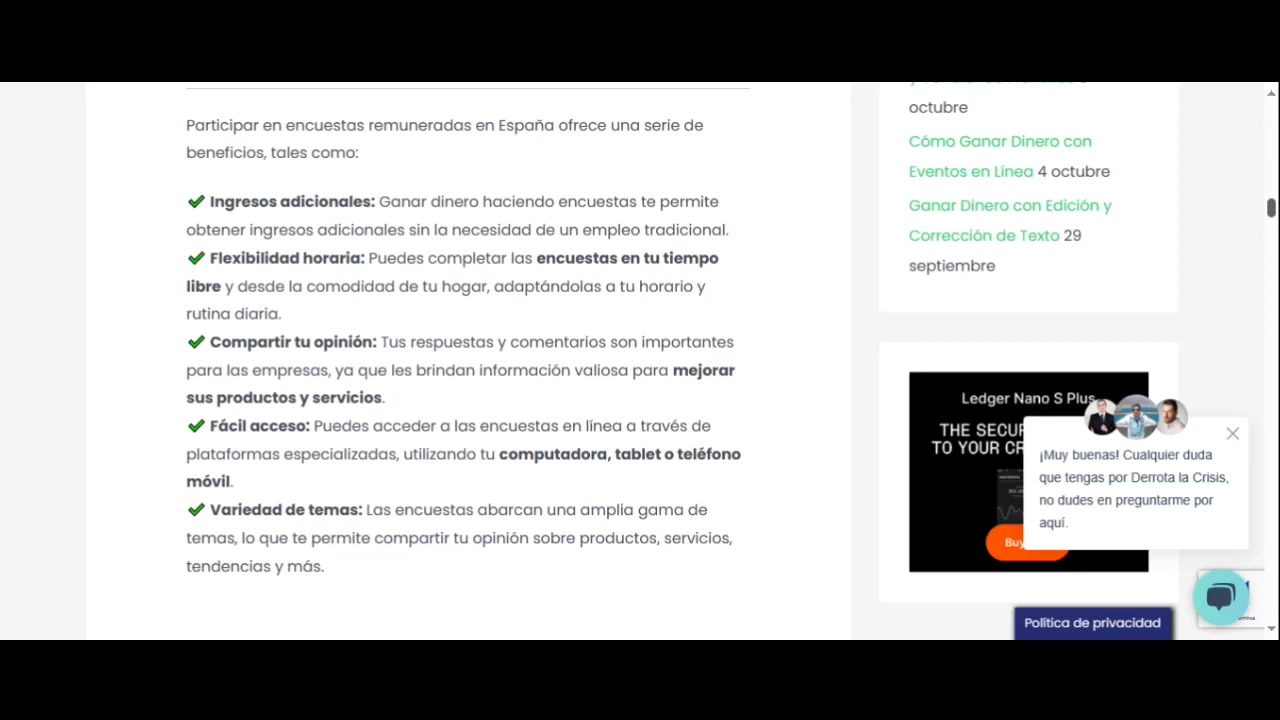 Participar en encuestas remuneradas en España ofrece una serie de
beneficios, tales como:
Ingresos adicionales: Ganar dinero haciendo encuestas te permite
obtener ingresos adicionales sin la necesidad de un empleo tradicional.
Flexibilidad horaria: Puedes completar las encuestas en tu tiempo
libre y desde la comodidad de tu hogar, adaptándolas a tu horario y
rutina diaria.
Compartir tu opinión: Tus respuestas y comentarios son importantes
para las empresas, ya que les brindan información valiosa para mejorar
sus productos y servicios.
Fácil acceso: Puedes acceder a las encuestas en línea a través de
plataformas especializadas, utilizando tu computadora, tablet o teléfono
móvil.
Variedad de temas: Las encuestas abarcan una amplia gama de
temas, lo que te permite compartir tu opinión sobre productos, servicios,
tendencias y más.
octubre
Cómo Ganar Dinero con
Eventos en Línea 4 octubre
Ganar Dinero con Edición y
Corrección de Texto 29
septiembre
Ledger Nano S Plus
THE
TO YOUR
¡Muy buenas! Cualquier duda
que tengas por Derrota la Crisis,
no dudes en preguntarme por
aquí.
Política de privacidad